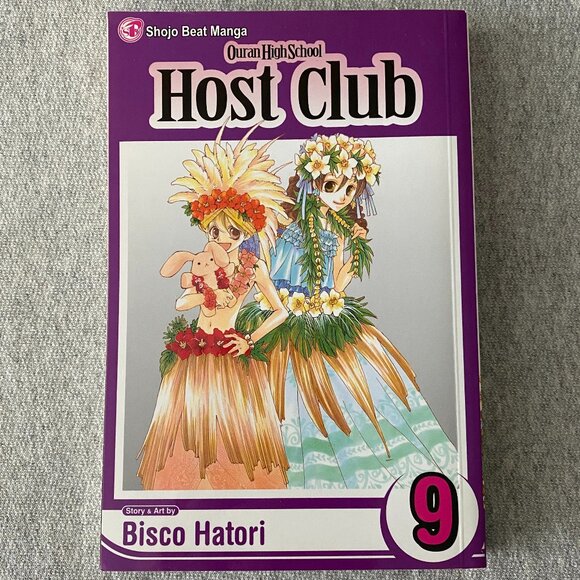 Shojo Beat Manga
Ouran High School
Host Club
Story & Art by
Bisco Hatori
9